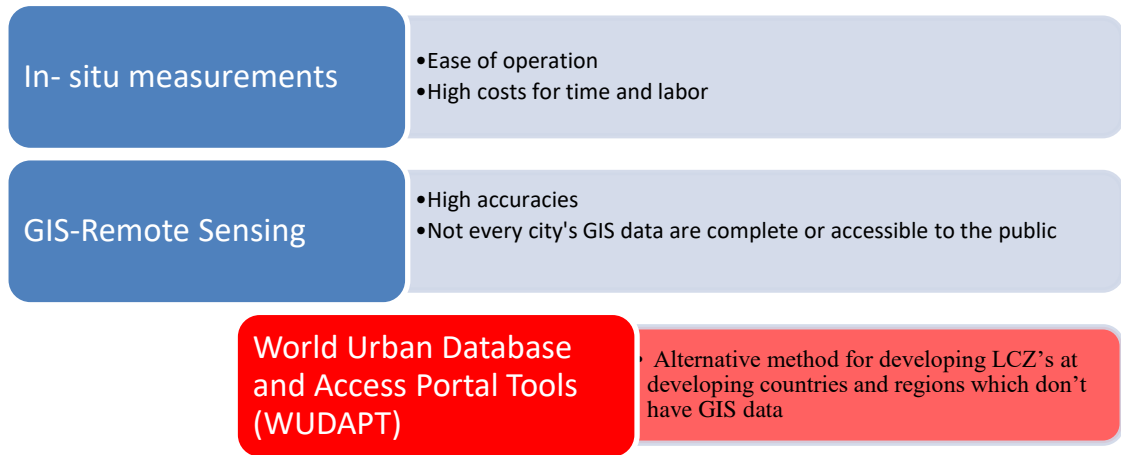 In- situ measurements
•Ease of operation
•High costs for time and labor
GIS-Remote Sensing
•High accuracies
•Not every city's GIS data are complete or accessible to the public
World Urban Database
and Access Portal Tools
(WUDAPT)
• Alternative method for developing LCZ’s at
developing countries and regions which don’t
have GIS data